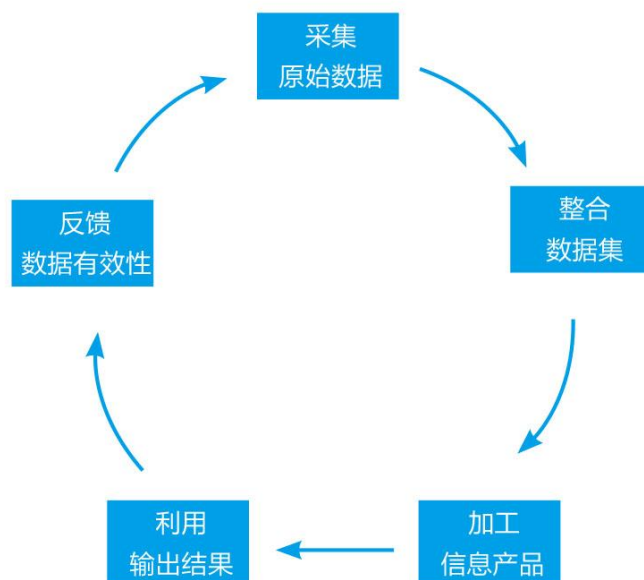 采集
原始数据
整合
数据集
加工
信息产品
利用
输出结果
反馈
数据有效性